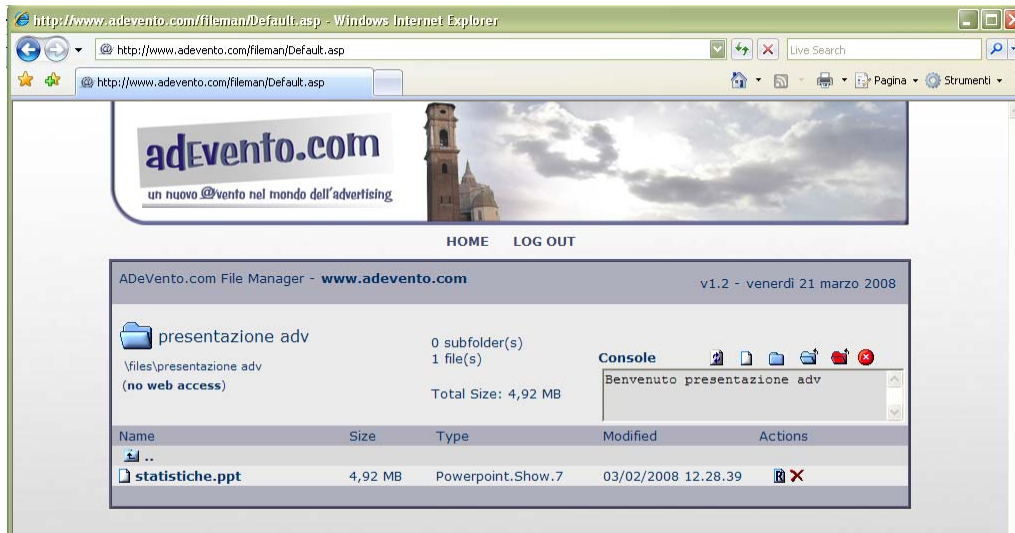 http://www.adevento.com/fileman/Default.asp - Windows Internet Explorer
http://www.adevento.com/fileman/Default.asp
Live Search
http://www.adevento.com/fileman/Default.asp
Pagina
Strumenti
adEvento.com
un nuovo @vento nel mondo dell'advertising
HOME LOG OUT
ADeVento.com File Manager - www.adevento.com
v1.2 - venerdì 21 marzo 2008
presentazione adv
\files\presentazione adv
(no web access)
0 subfolder(s)
1 file(s)
Total Size: 4,92 MB
Console
Benvenuto presentazione adv
Name Size Type Modified Actions
..
statistiche.ppt 4,92 MB Powerpoint.Show.7 03/02/2008 12.28.39 R